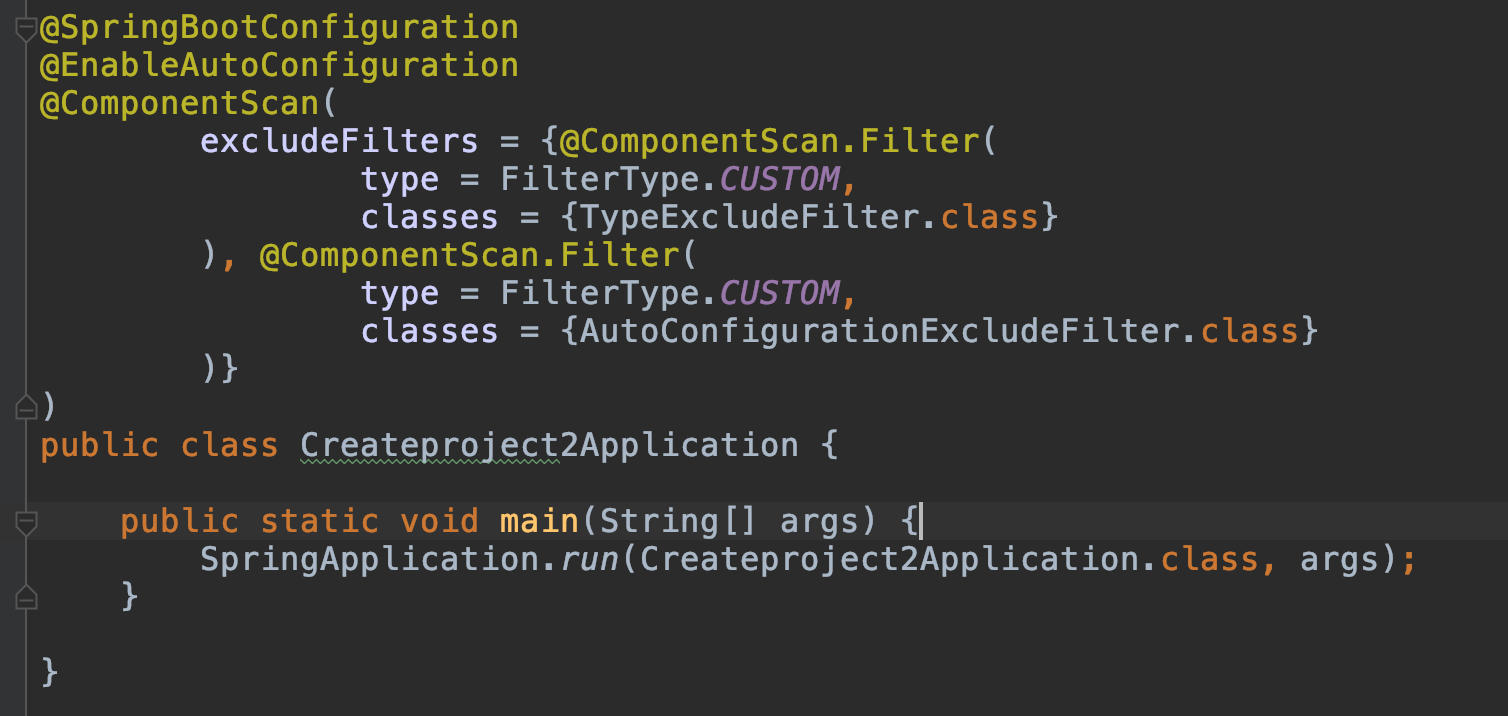 @SpringBootConfiguration
@EnableAutoConfiguration
@ComponentScan(
        excludeFilters = {@ComponentScan.Filter(
                type = FilterType.CUSTOM,
                classes = {TypeExcludeFilter.class}
        ), @ComponentScan.Filter(
                type = FilterType.CUSTOM,
                classes = {AutoConfigurationExcludeFilter.class}
        )}
)
public class Createproject2Application {
    public static void main(String[] args) {
        SpringApplication.run(Createproject2Application.class, args);
    }
}